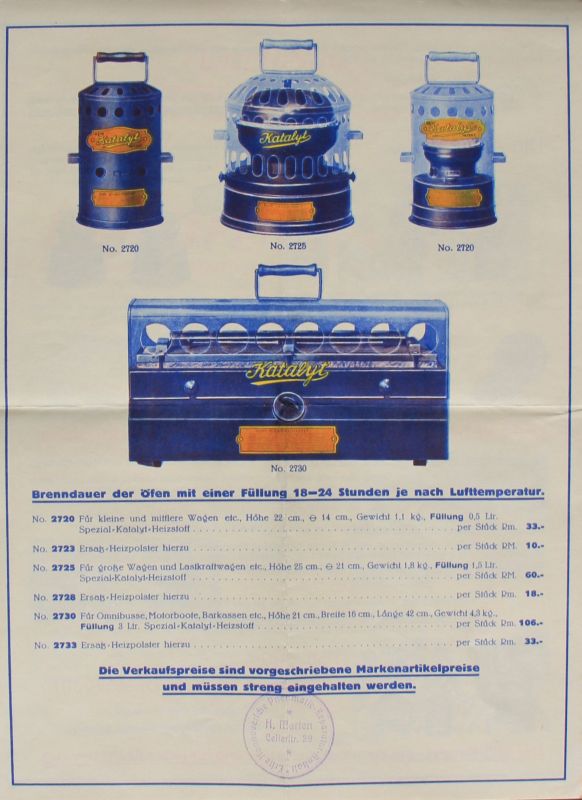 Katalyt
Katalyt
Katalyt
No. 2720
No. 2725
No. 2720
Katalyt
No. 2730
Brenndauer der Öfen mit einer Füllung 18—24 Stunden je nach Lufttemperatur.
No. 2720 Für kleine und mittlere Wagen etc., Höhe 22 cm., ⌀ 14 cm., Gewicht 1,1 kg., Füllung 0,5 Ltr.
Spezial-Katalyt-Heizstoff ... per Stück Rm. 33.-
No. 2723 Ersaß-Heizpolster hierzu ... per Stück RM. 10.-
No. 2725 Für große Wagen und Lastkraftwagen etc., Höhe 25 cm., ⌀ 21 cm., Gewicht 1,8 kg., Füllung 1,5 Ltr.
Spezial-Katalyt-Heizstoff ... per Stück RM. 60.-
No. 2728 Ersaß-Heizpolster hierzu ... per Stück Rm. 18.-
No. 2730 Für Omnibusse, Motorboote, Barkassen etc., Höhe 21 cm., Breite 16 cm., Länge 42 cm., Gewicht 4,3 kg.,
Füllung 3 Ltr. Spezial-Katalyt-Heizstoff ... per Stück Rm. 106.-
No. 2733 Ersaß-Heizpolster hierzu ... per Stück Rm. 33.-
Die Verkaufspreise sind vorgeschriebene Markenartikelpreise
und müssen streng eingehalten werden.
H. Marten
Cellerstr. 29